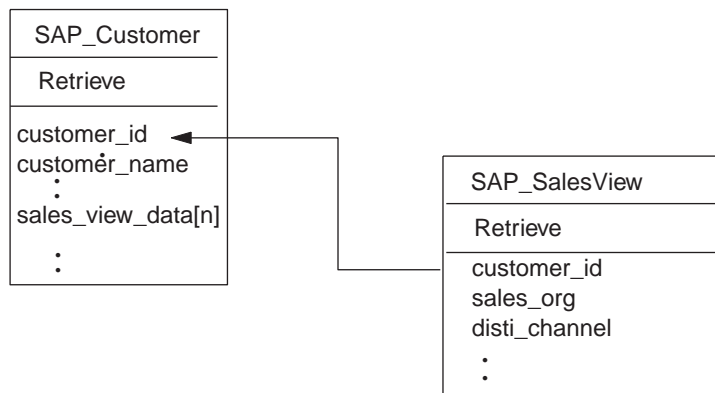 SAP_Customer
Retrieve
customer_id
customer_name
sales_view_data[n]
SAP_SalesView
Retrieve
customer_id
sales_org
disti_channel